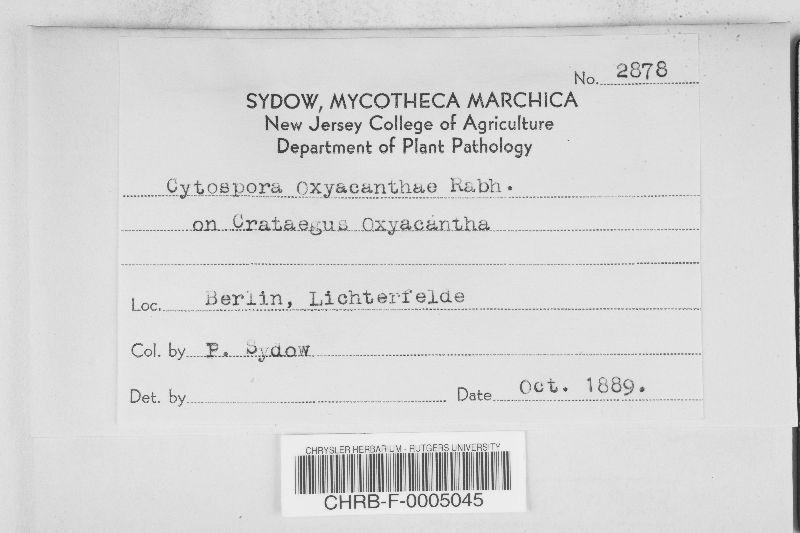 No. 2878
SYDOW, MYCOTHECA MARCHICA
New Jersey College of Agriculture
Department of Plant Pathology
Cytospora Oxyacanthae Rabh.
on Crataegus Oxyacantha
Loc. Berlin, Lichterfelde
Col. by P. Sydow
Det. by Date Oct. 1889.
CHRYSLER HERBARIUM - RUTGERS UNIVERSITY
CHRB-F-0005045